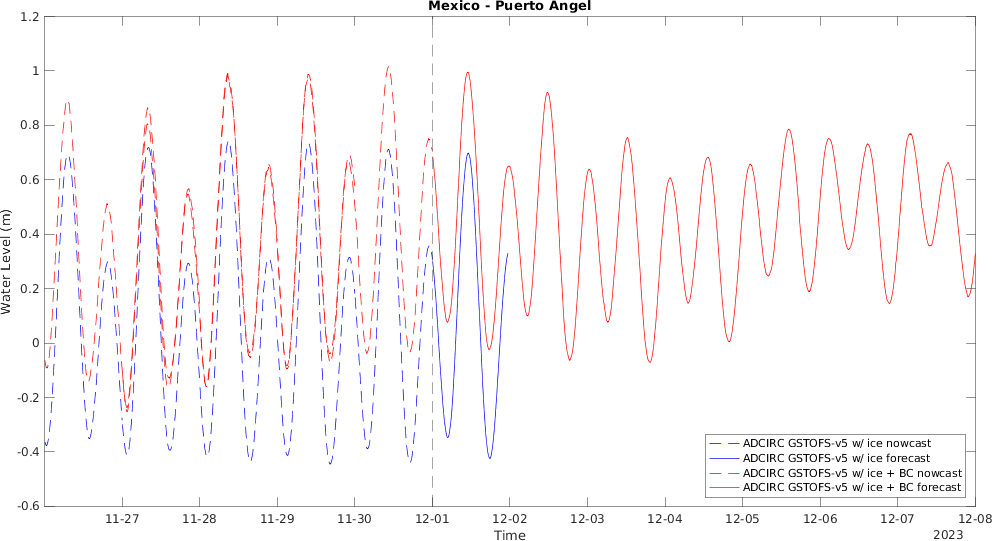 Mexico - Puerto Angel
1.2
1
0.8
0.6
0.4
0.2
0
-0.2
-0.4
-0.6
Water Level (m)
11-27 11-28 11-29 11-30 12-01 12-02 12-03 12-04 12-05 12-06 12-07 12-08
Time
2023
ADCIRC GSTOFS-v5 w/ ice nowcast
ADCIRC GSTOFS-v5 w/ ice forecast
ADCIRC GSTOFS-v5 w/ ice + BC nowcast
ADCIRC GSTOFS-v5 w/ ice + BC forecast